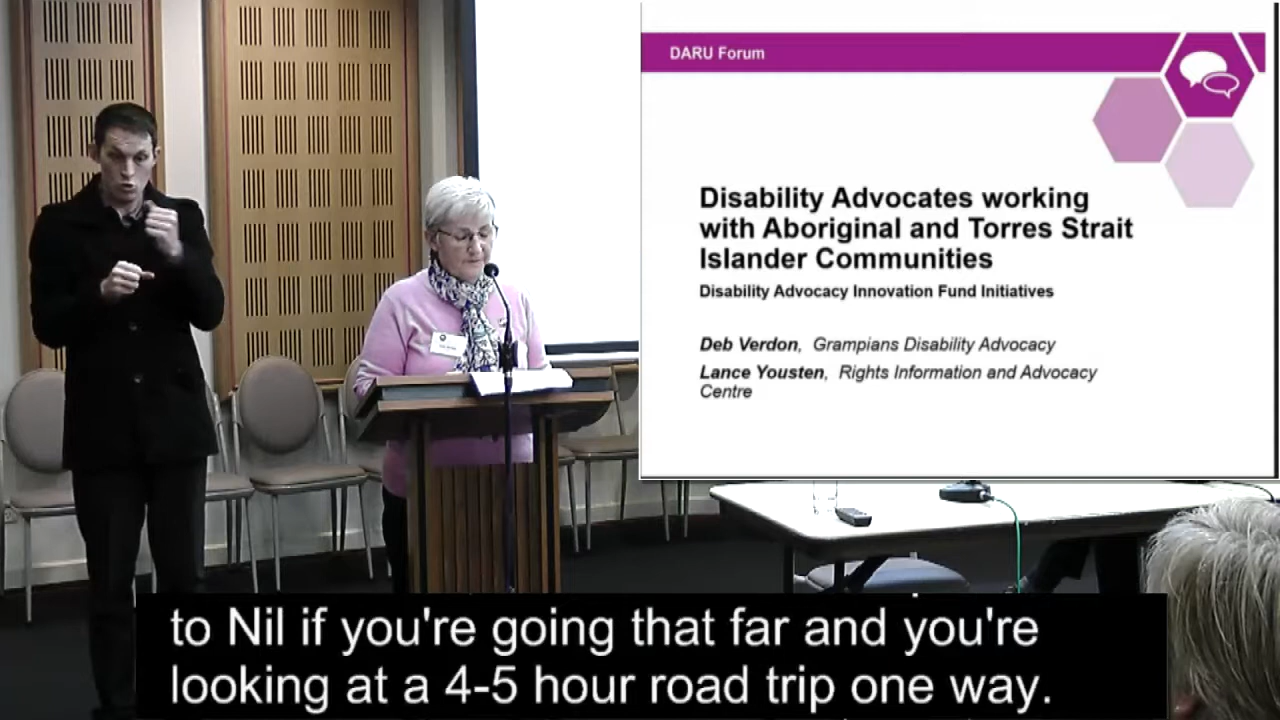 DARU Forum
Disability Advocates working
with Aboriginal and Torres Strait
Islander Communities
Disability Advocacy Innovation Fund Initiatives
Deb Verdon, Grampians Disability Advocacy
Lance Yousten, Rights Information and Advocacy
Centre
to Nil if you're going that far and you're
looking at a 4-5 hour road trip one way.